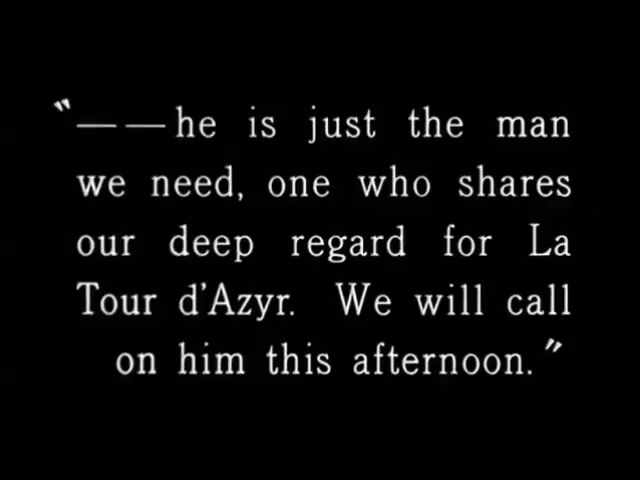 “——he is just the man
we need, one who shares
our deep regard for La
Tour d'Azyr. We will call
on him this afternoon.”